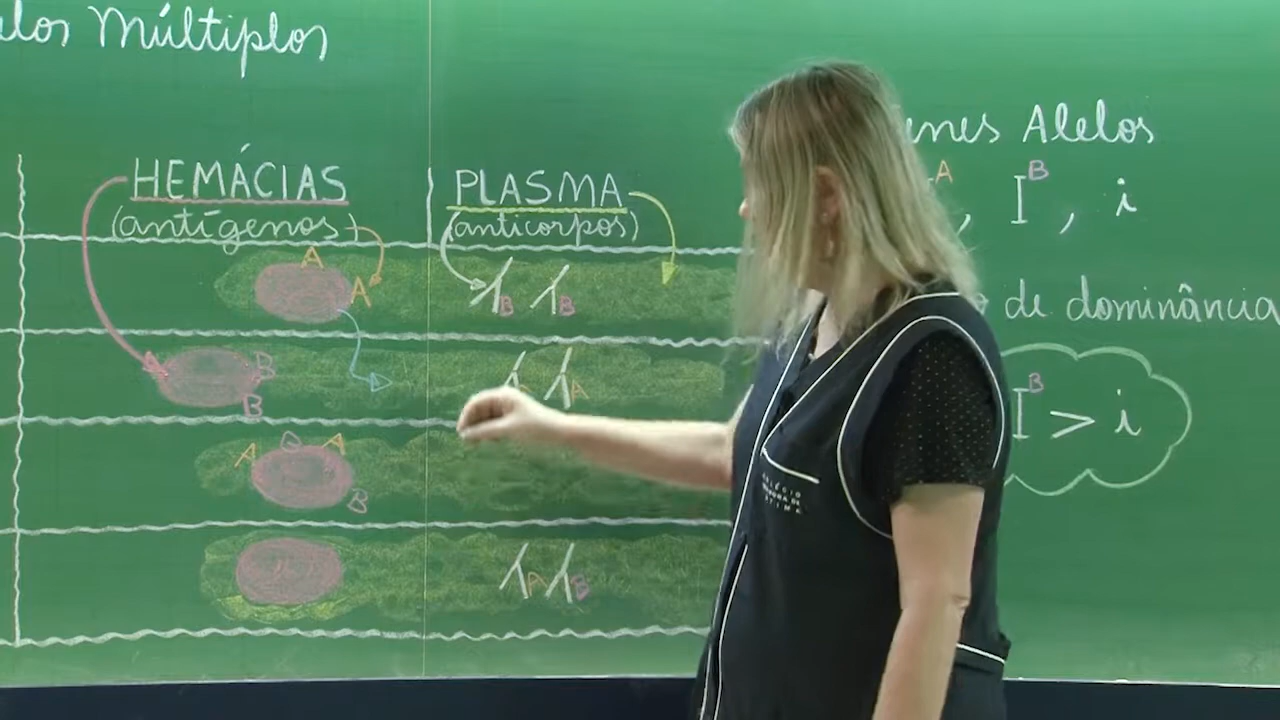 Múltiplos
HEMÁCIAS
(antígenos)
PLASMA
(anticorpos)
A
A
B
B
B
B
A
A
A
B
A
B
Alelos
A
, I^B , i
de dominância
I^B > i